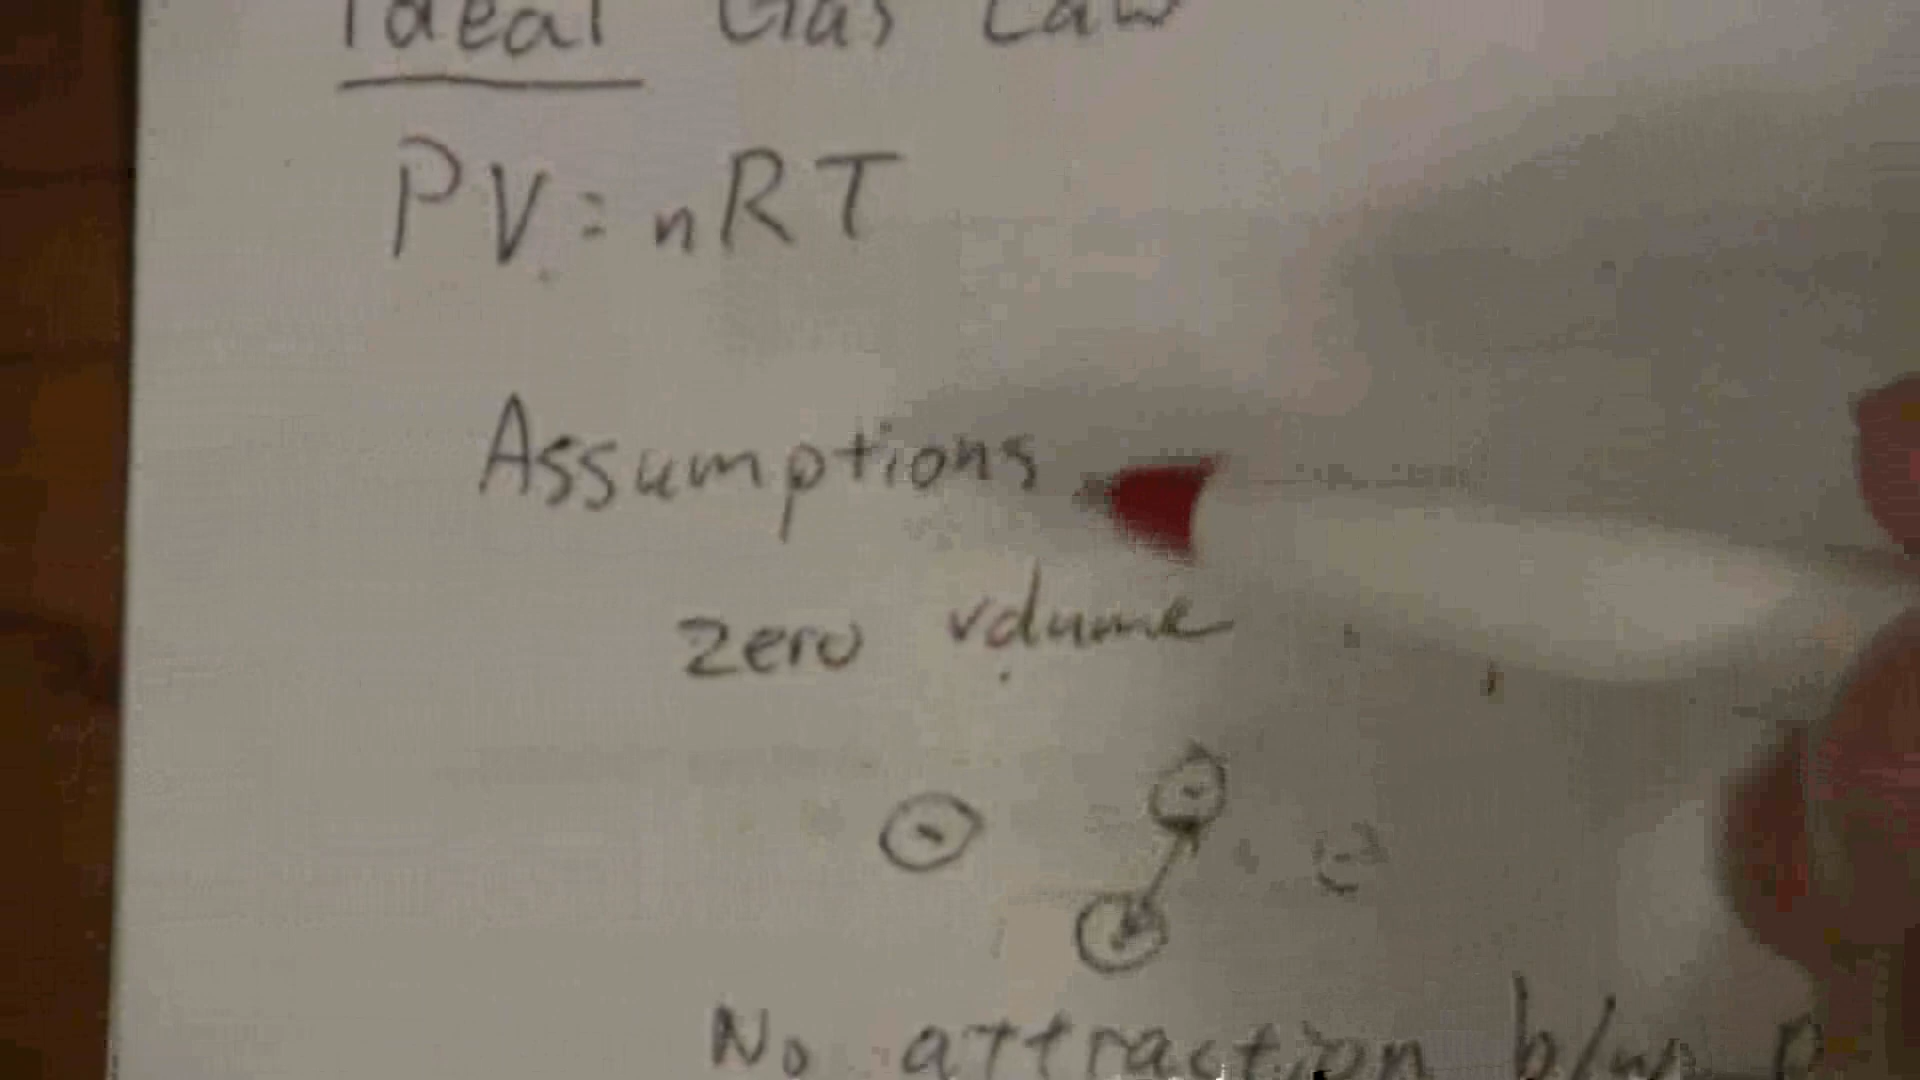 Ideal Gas Law
PV = nRT
Assumptions
zero volume
No attraction b/w